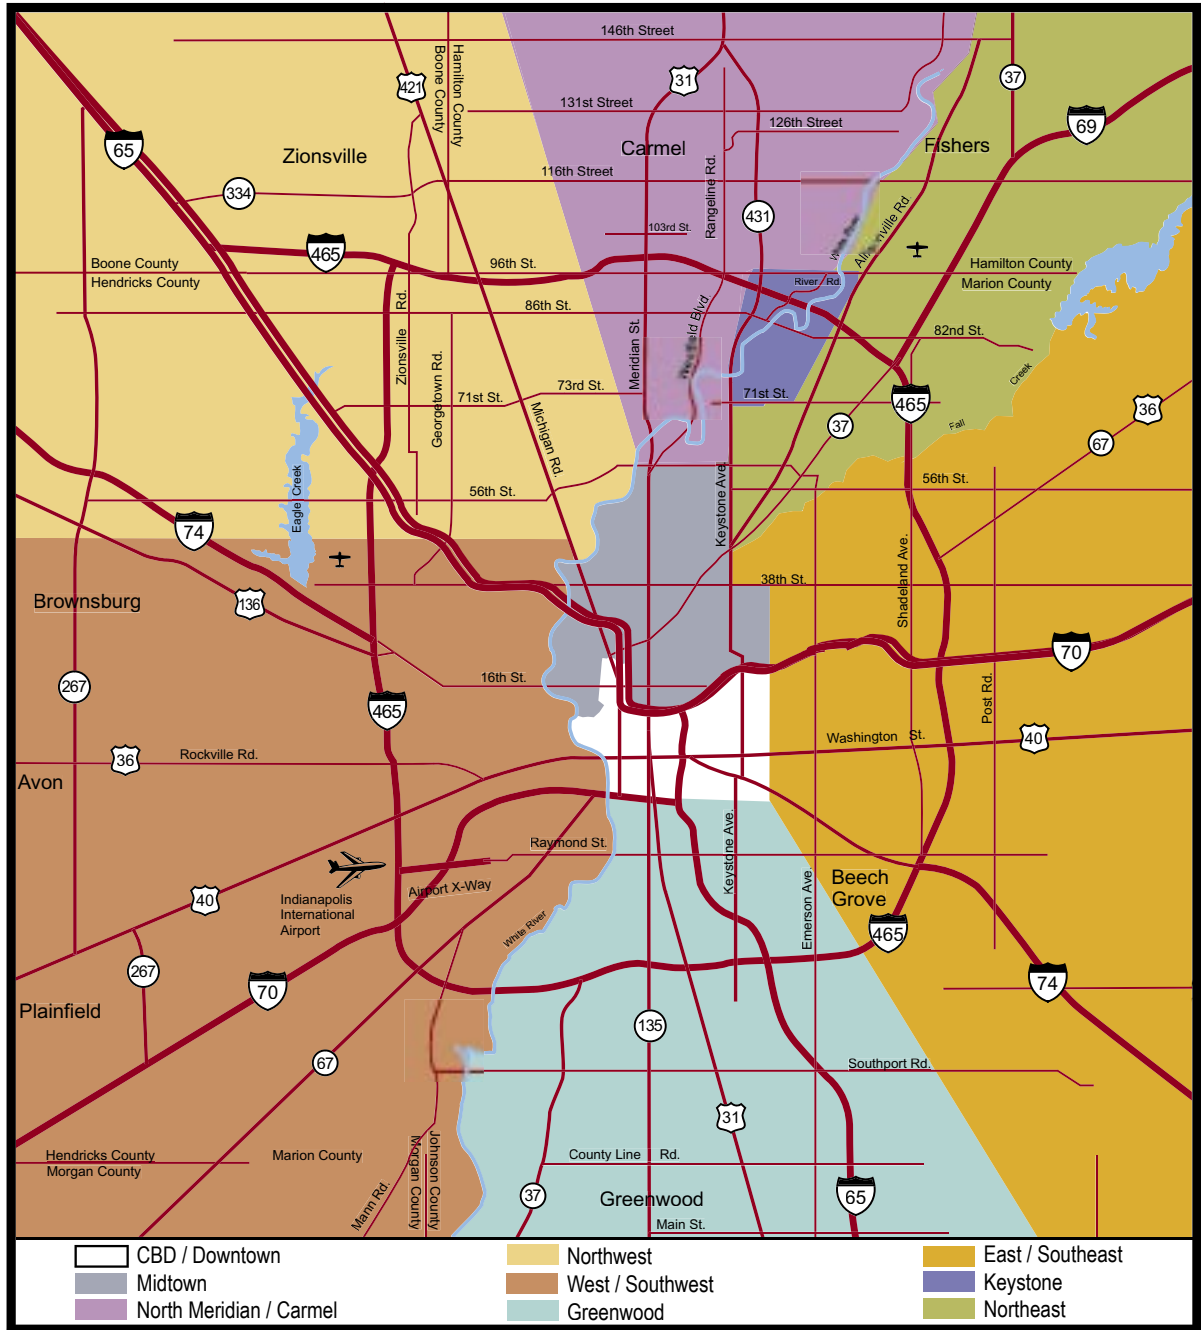 146th Street
Hamilton County
Boone County
421
31
37
131st Street
126th Street
69
65
Zionsville
Carmel
Fishers
116th Street
334
Rangeline Rd.
431
103rd St.
465
Boone County
Hendricks County
96th St.
River Rd.
Hamilton County
Marion County
86th St.
82nd St.
Zionsville Rd.
Georgetown Rd.
Meridian St.
Creek
73rd St.
71st St.
71st St.
Michigan Rd.
465
36
37
Fall
67
Eagle Creek
56th St.
56th St.
Keystone Ave.
74
38th St.
Shadeland Ave.
Brownsburg
136
70
267
16th St.
465
Post Rd.
Washington St.
40
36
Rockville Rd.
Avon
Keystone Ave.
Raymond St.
Beech
Grove
Emerson Ave.
Airport X-Way
40
Indianapolis
International
Airport
White River
465
267
70
74
Plainfield
135
67
Southport Rd.
31
Hendricks County
Morgan County
Marion County
Johnson County
Morgan County
Mann Rd.
County Line Rd.
37
Greenwood
65
Main St.
CBD / Downtown
Midtown
North Meridian / Carmel
Northwest
West / Southwest
Greenwood
East / Southeast
Keystone
Northeast